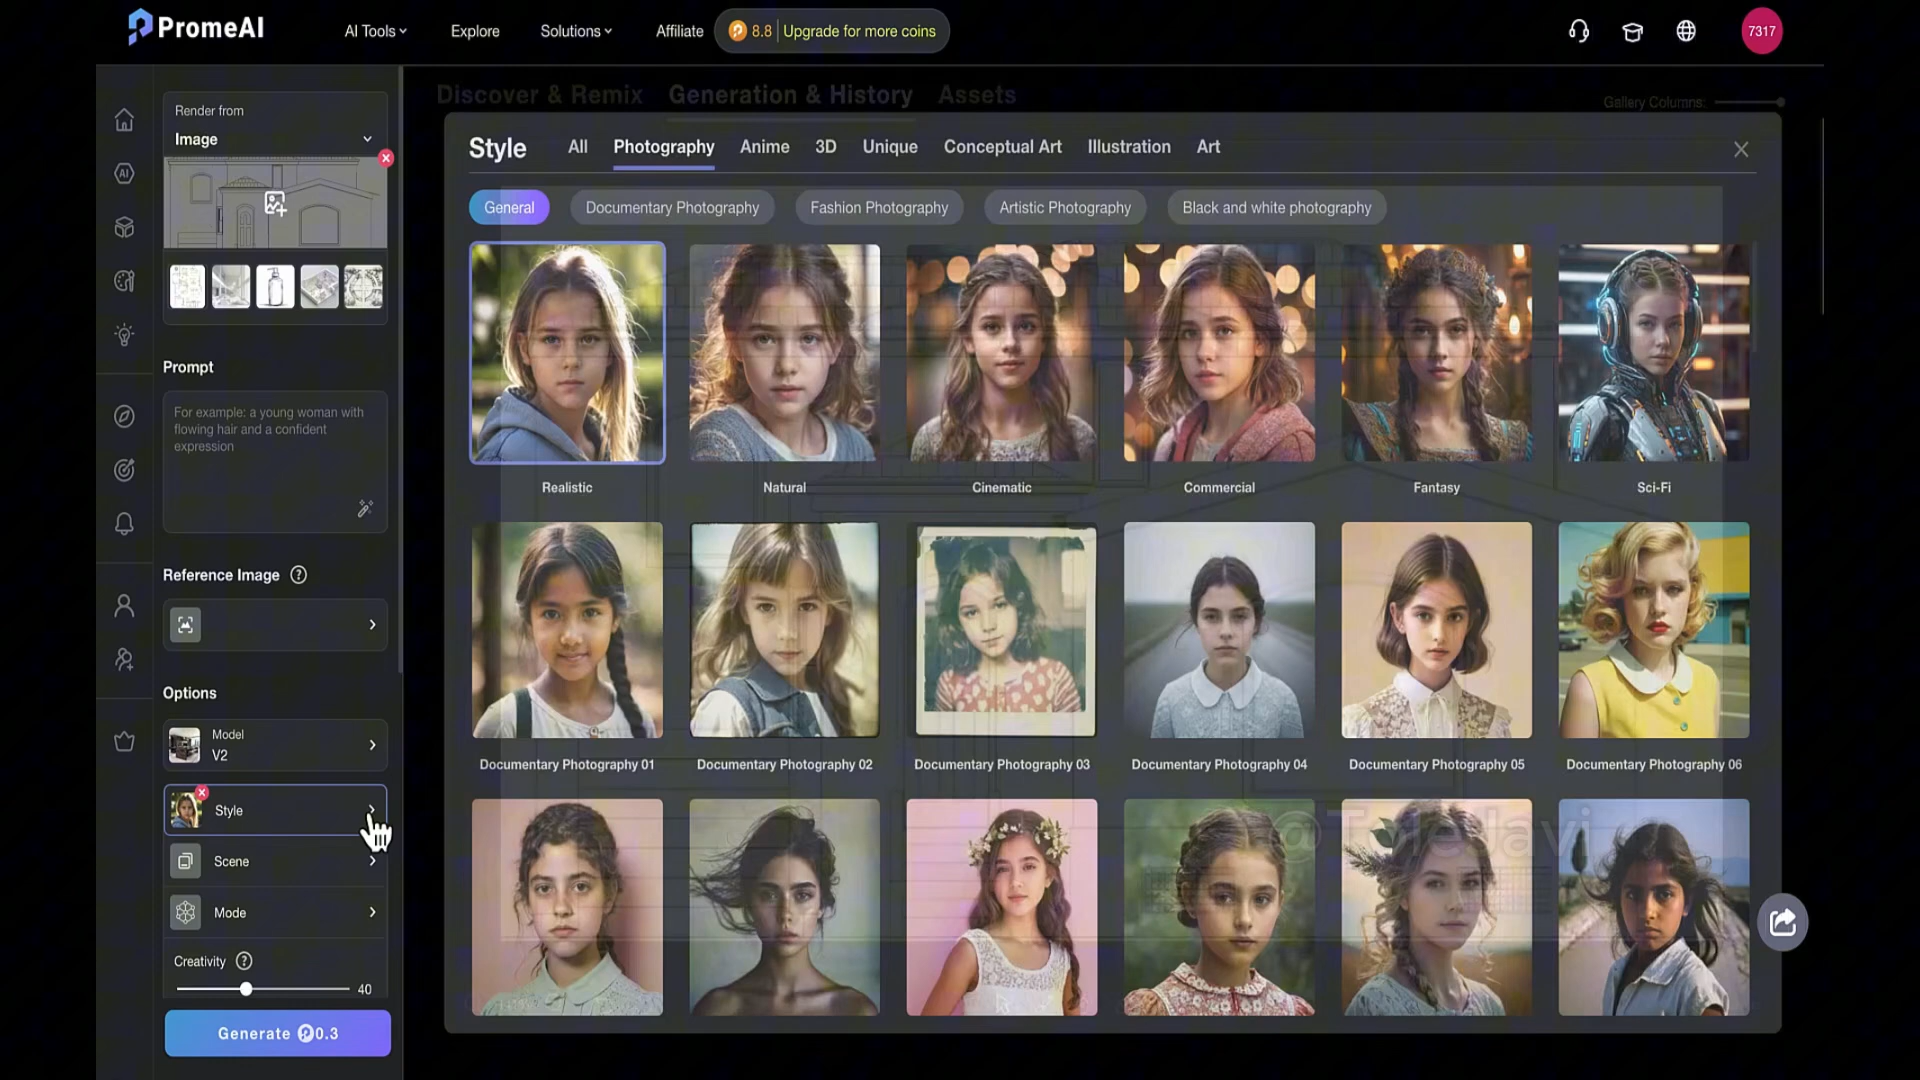 PromeAI
AI Tools
Explore
Solutions
Affiliate
8.8 Upgrade for more coins
7317
Render from
Image
Prompt
For example: a young woman with
flowing hair and a confident
expression
Reference Image ?
Options
Model
V2
Style
Scene
Mode
Creativity ?
40
Generate 0.3
Discover & Remix Generation & History Assets
Gallery Columns:
Style All Photography Anime 3D Unique Conceptual Art Illustration Art
General Documentary Photography Fashion Photography Artistic Photography Black and white photography
Realistic Natural Cinematic Commercial Fantasy Sci-Fi
Documentary Photography 01 Documentary Photography 02 Documentary Photography 03 Documentary Photography 04 Documentary Photography 05 Documentary Photography 06